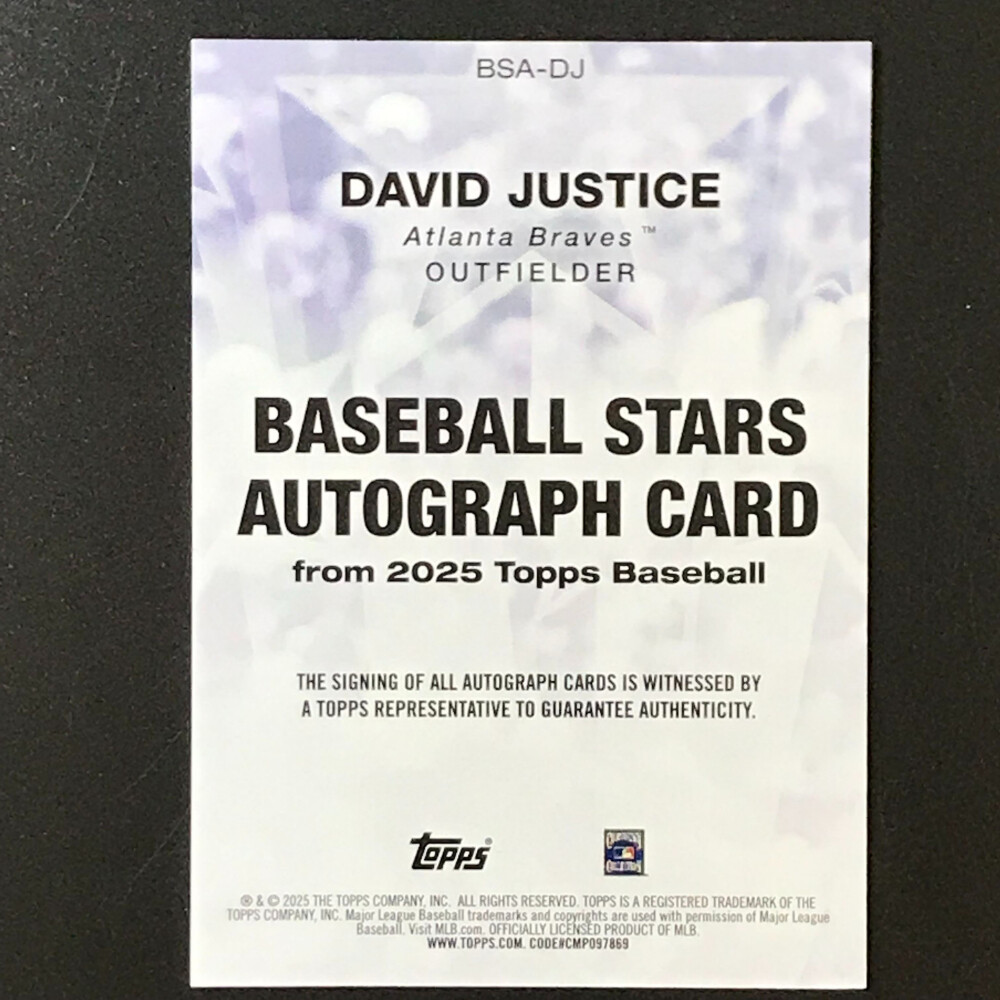 BSA-DJ
DAVID JUSTICE
Atlanta Braves™
OUTFIELDER
BASEBALL STARS
AUTOGRAPH CARD
from 2025 Topps Baseball
THE SIGNING OF ALL AUTOGRAPH CARDS IS WITNESSED BY
A TOPPS REPRESENTATIVE TO GUARANTEE AUTHENTICITY.
Topps®
® & © 2025 THE TOPPS COMPANY, INC. ALL RIGHTS RESERVED. TOPPS IS A REGISTERED TRADEMARK OF THE
TOPPS COMPANY, INC. Major League Baseball trademarks and copyrights are used with permission of Major League
Baseball. Visit MLB.com. OFFICIALLY LICENSED PRODUCT OF MLB.
WWW.TOPPS.COM. CODE#CMP097869